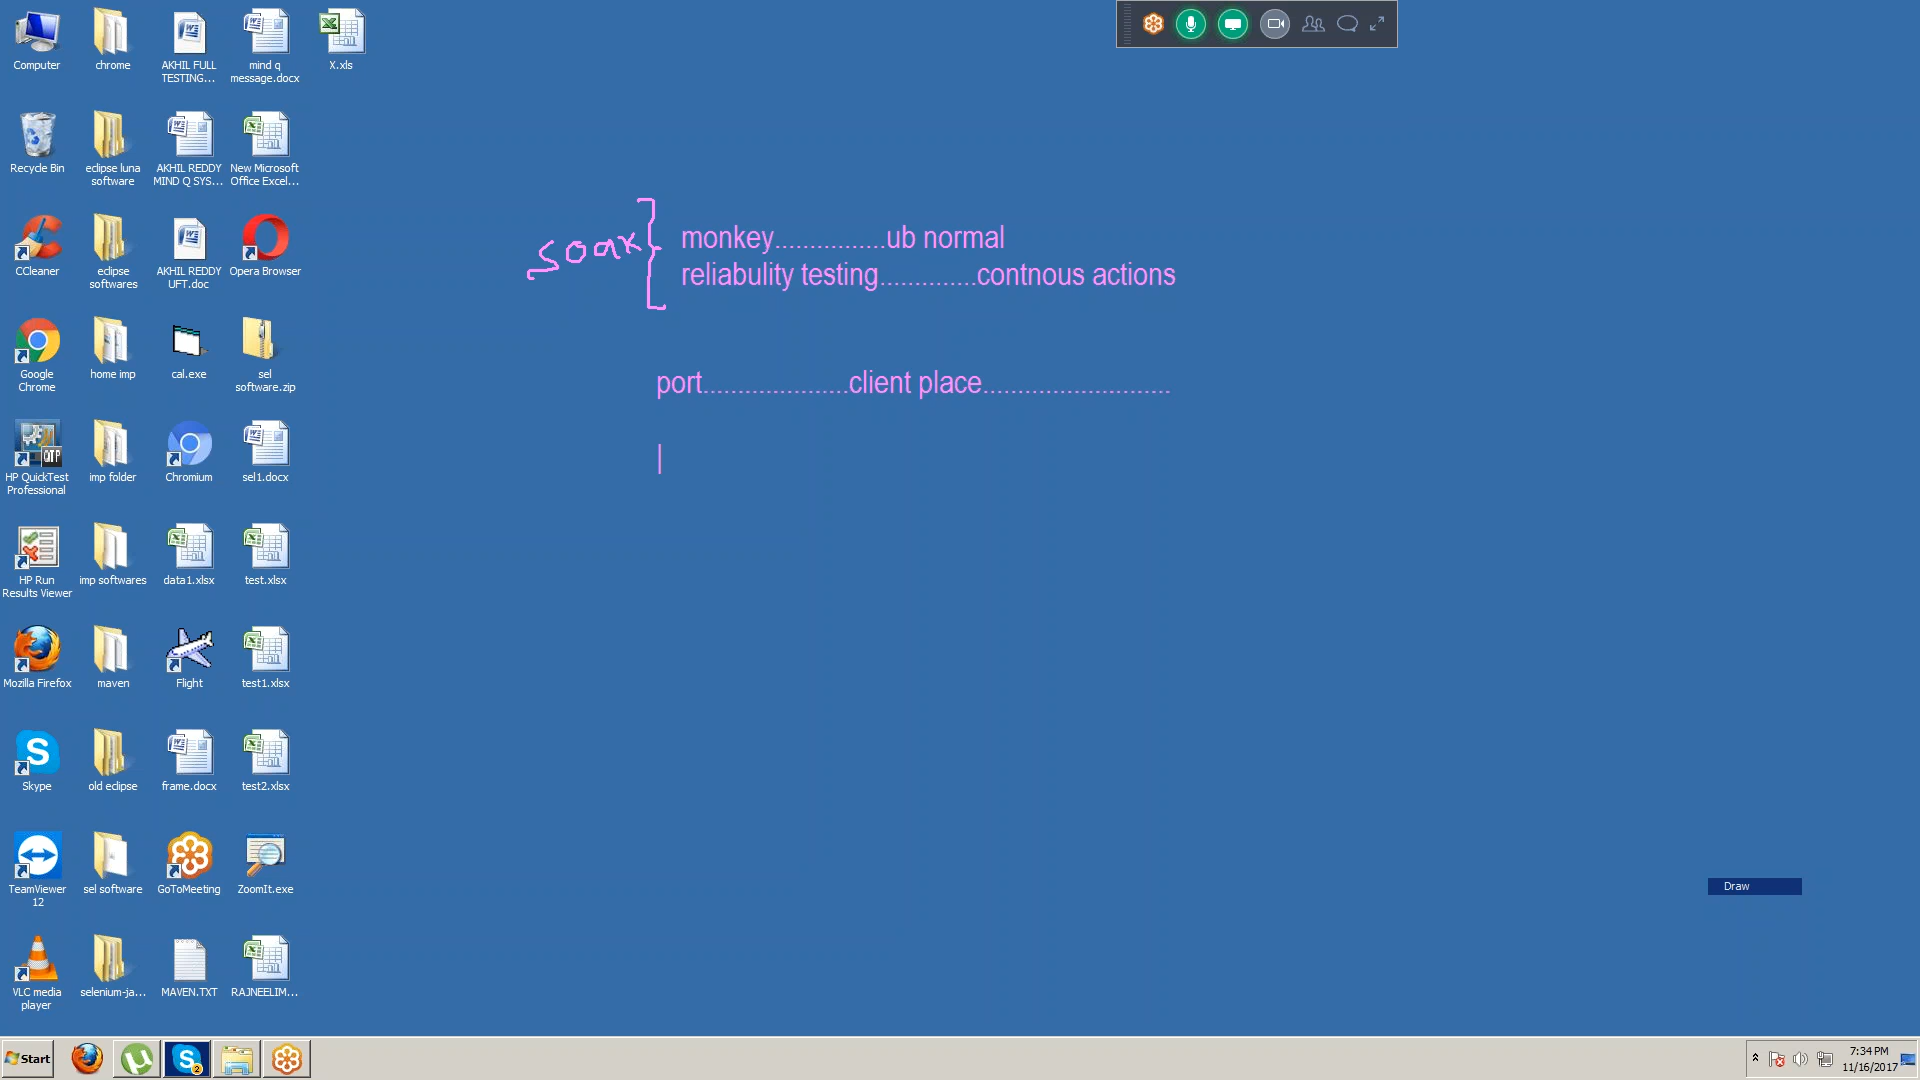 Computer
chrome
AKHIL FULL TESTING...
mind q message.docx
X.xls
Recycle Bin
eclipse luna software
AKHIL REDDY MIND Q SYS...
New Microsoft Office Excel...
soak
monkey................ub normal
reliabulity testing..............contnous actions
CCleaner
eclipse softwares
AKHIL REDDY UFT.doc
Opera Browser
Google Chrome
home imp
cal.exe
sel software.zip
port.....................client place...........................
HP QuickTest Professional
QTP
imp folder
Chromium
sel1.docx
HP Run Results Viewer
imp softwares
data1.xlsx
test.xlsx
Mozilla Firefox
maven
Flight
test1.xlsx
Skype
old eclipse
frame.docx
test2.xlsx
TeamViewer 12
sel software
GoToMeeting
ZoomIt.exe
Draw
VLC media player
selenium-ja...
MAVEN.TXT
RAJNEELIM...
Start
2
7:34 PM
11/16/2017